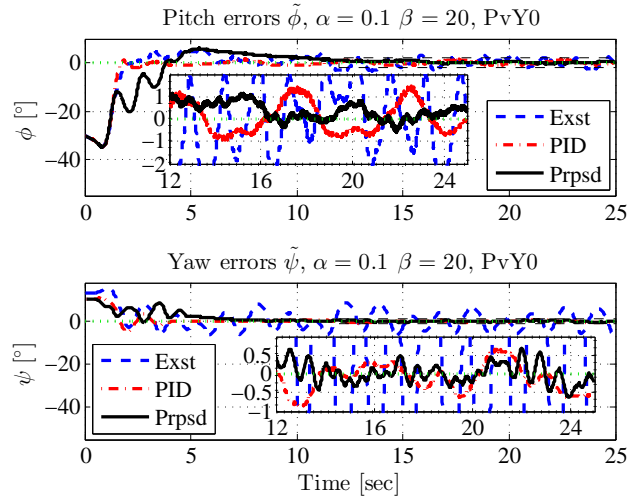 Pitch errors ϕ̃, α = 0.1 β = 20, PvY0
0
−20
−40
ϕ [°]
1
0
−1
−2
12 16 20 24
Exst
PID
Prpsd
0 5 10 15 20 25
Time [sec]
Yaw errors ψ̃, α = 0.1 β = 20, PvY0
0
−20
−40
ψ [°]
Exst
PID
Prpsd
0.5
0
−0.5
−1
12 16 20 24
0 5 10 15 20 25
Time [sec]